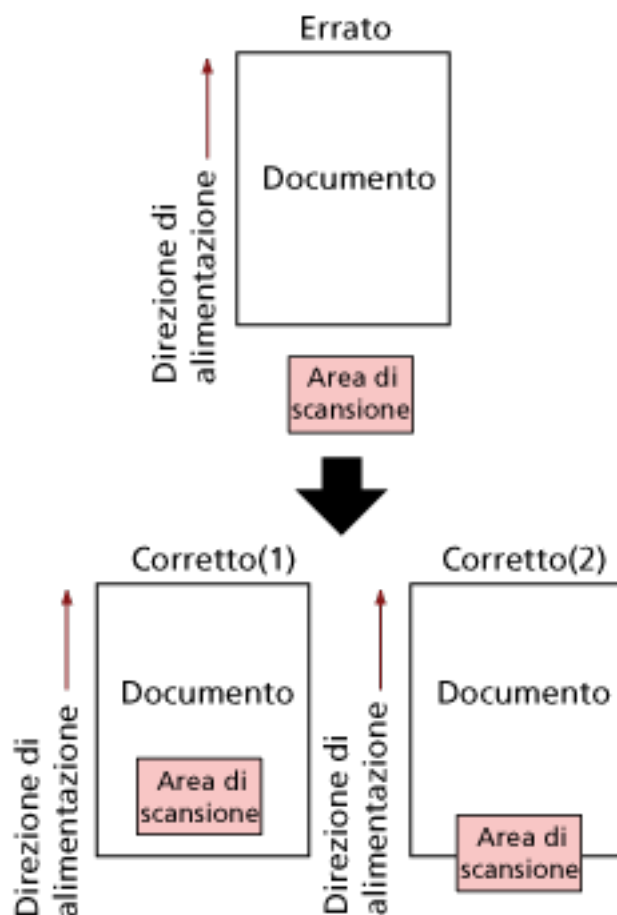 Errato
Direzione di
alimentazione
Documento
Area di
scansione
Corretto(1)
Direzione di
alimentazione
Documento
Area di
scansione
Corretto(2)
Direzione di
alimentazione
Documento
Area di
scansione